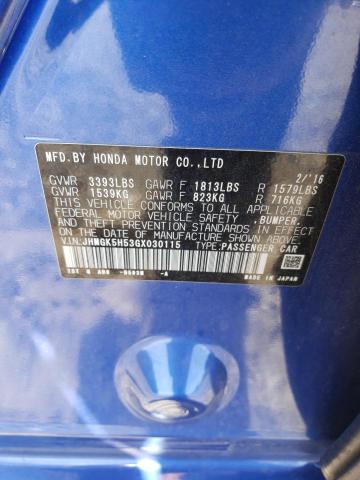 MFD.BY HONDA MOTOR CO.,LTD 2/'16
GVWR 3393LBS GAWR F 1813LBS R 1579LBS
GVWR 1539KG GAWR F 823KG R 716KG
THIS VEHICLE CONFORMS TO ALL APPLICABLE
FEDERAL MOTOR VEHICLE SAFETY, BUMPER,
AND THEFT PREVENTION STANDARDS IN EFFECT
ON THE DATE OF MANUFACTURE SHOWN ABOVE.
VIN: JHMGK5H53GX030115 TYPE:PASSENGER CAR
MADE IN JAPAN